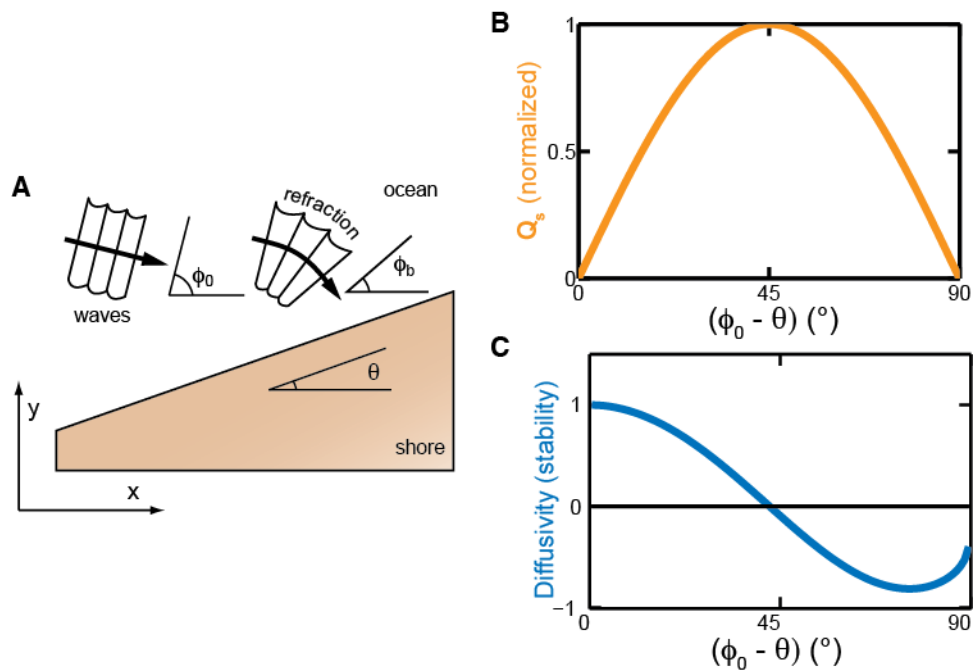 A
waves
ϕ₀
refraction
ocean
ϕb
θ
shore
y
x
B
Qₛ (normalized)
1
0.5
0
0
45
90
(ϕ₀ - θ) (°)
C
Diffusivity (stability)
1
0
−1
0
45
90
(ϕ₀ - θ) (°)